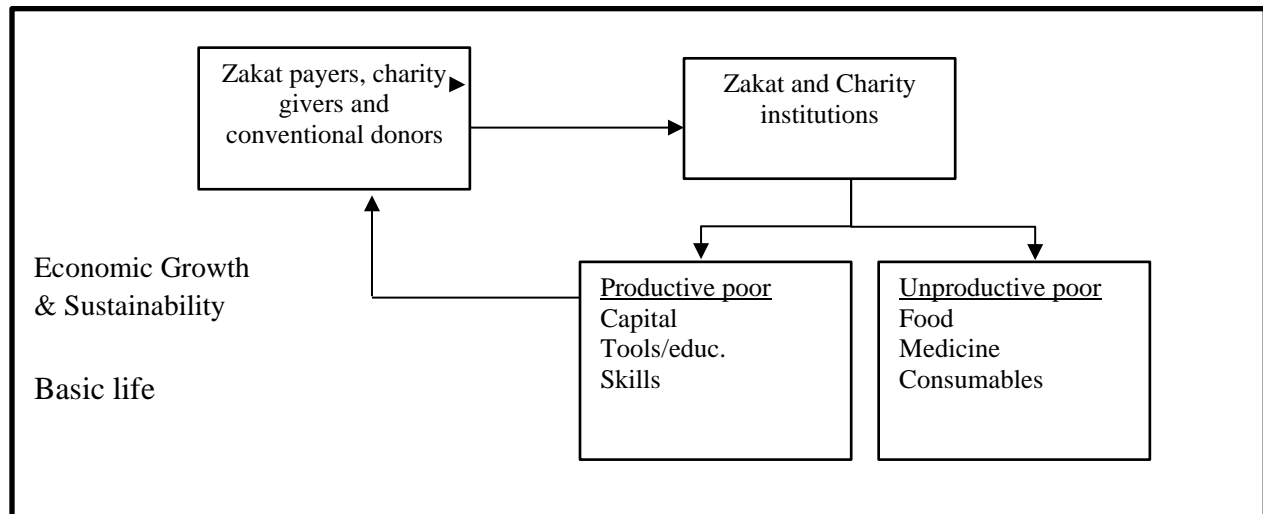 Zakat payers, charity
givers and
conventional donors
Zakat and Charity
institutions
Economic Growth
& Sustainability
Basic life
Productive poor
Capital
Tools/educ.
Skills
Unproductive poor
Food
Medicine
Consumables